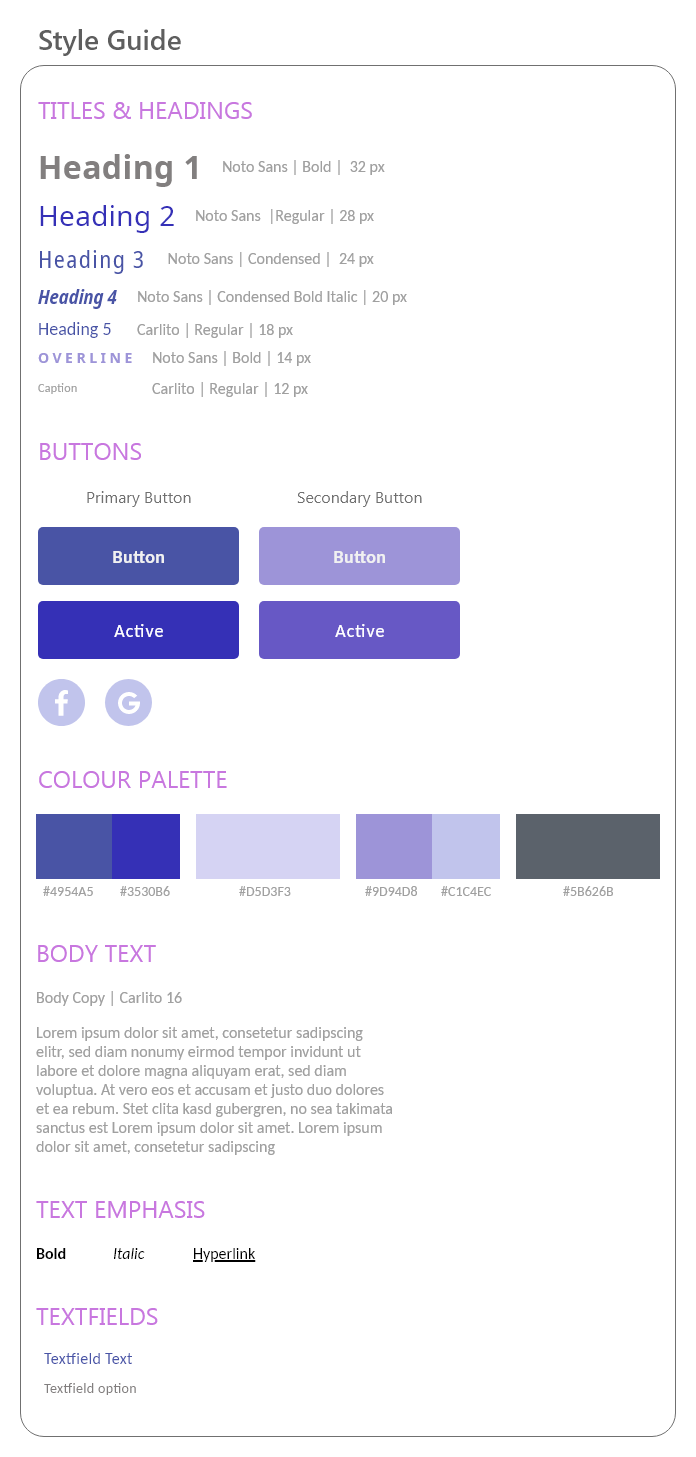 Style Guide
TITLES & HEADINGS
Heading 1 Noto Sans | Bold | 32 px
Heading 2 Noto Sans |Regular | 28 px
Heading 3 Noto Sans | Condensed | 24 px
Heading 4 Noto Sans | Condensed Bold Italic | 20 px
Heading 5 Carlito | Regular | 18 px
OVERLINE Noto Sans | Bold | 14 px
Caption Carlito | Regular | 12 px
BUTTONS
Primary Button Secondary Button
Button Button
Active Active
f G
COLOUR PALETTE
#4954A5 #3530B6 #D5D3F3 #9D94D8 #C1C4EC #5B626B
BODY TEXT
Body Copy | Carlito 16
Lorem ipsum dolor sit amet, consetetur sadipscing
elitr, sed diam nonumy eirmod tempor invidunt ut
labore et dolore magna aliquyam erat, sed diam
voluptua. At vero eos et accusam et justo duo dolores
et ea rebum. Stet clita kasd gubergren, no sea takimata
sanctus est Lorem ipsum dolor sit amet. Lorem ipsum
dolor sit amet, consetetur sadipscing
TEXT EMPHASIS
Bold Italic Hyperlink
TEXTFIELDS
Textfield Text
Textfield option